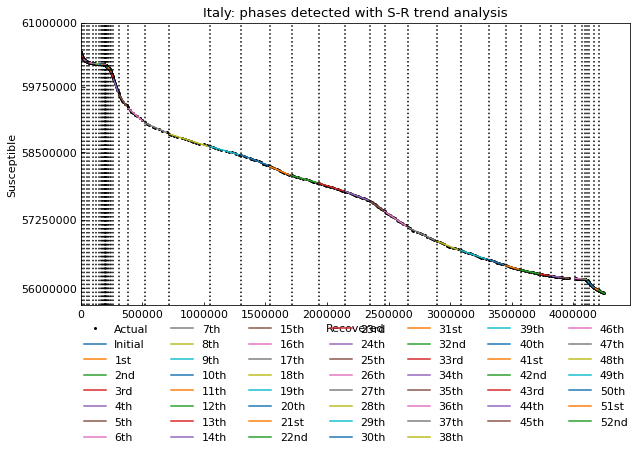 Italy: phases detected with S-R trend analysis
61000000
59750000
58500000
57250000
56000000
Susceptible
0 500000 1000000 1500000 2000000 2500000 3000000 3500000 4000000
Recovered
Actual 7th 15th 23rd 31st 39th 46th
Initial 8th 16th 24th 32nd 40th 47th
1st 9th 17th 25th 33rd 41st 48th
2nd 10th 18th 26th 34th 42nd 49th
3rd 11th 19th 27th 35th 43rd 50th
4th 12th 20th 28th 36th 44th 51st
5th 13th 21st 29th 37th 45th 52nd
6th 14th 22nd 30th 38th